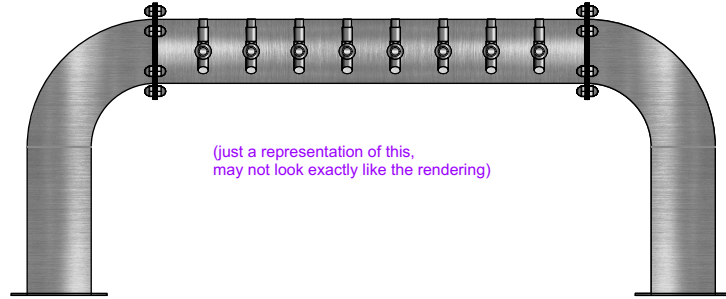 (just a representation of this,
may not look exactly like the rendering)